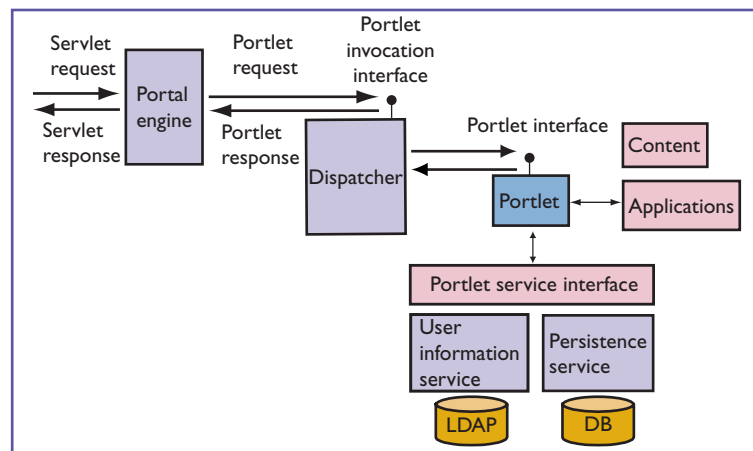 Servlet
request
Portlet
request
Portlet
invocation
interface
Portal
engine
Servlet
response
Portlet
response
Dispatcher
Portlet interface
Content
Portlet
Applications
Portlet service interface
User
information
service
Persistence
service
LDAP
DB